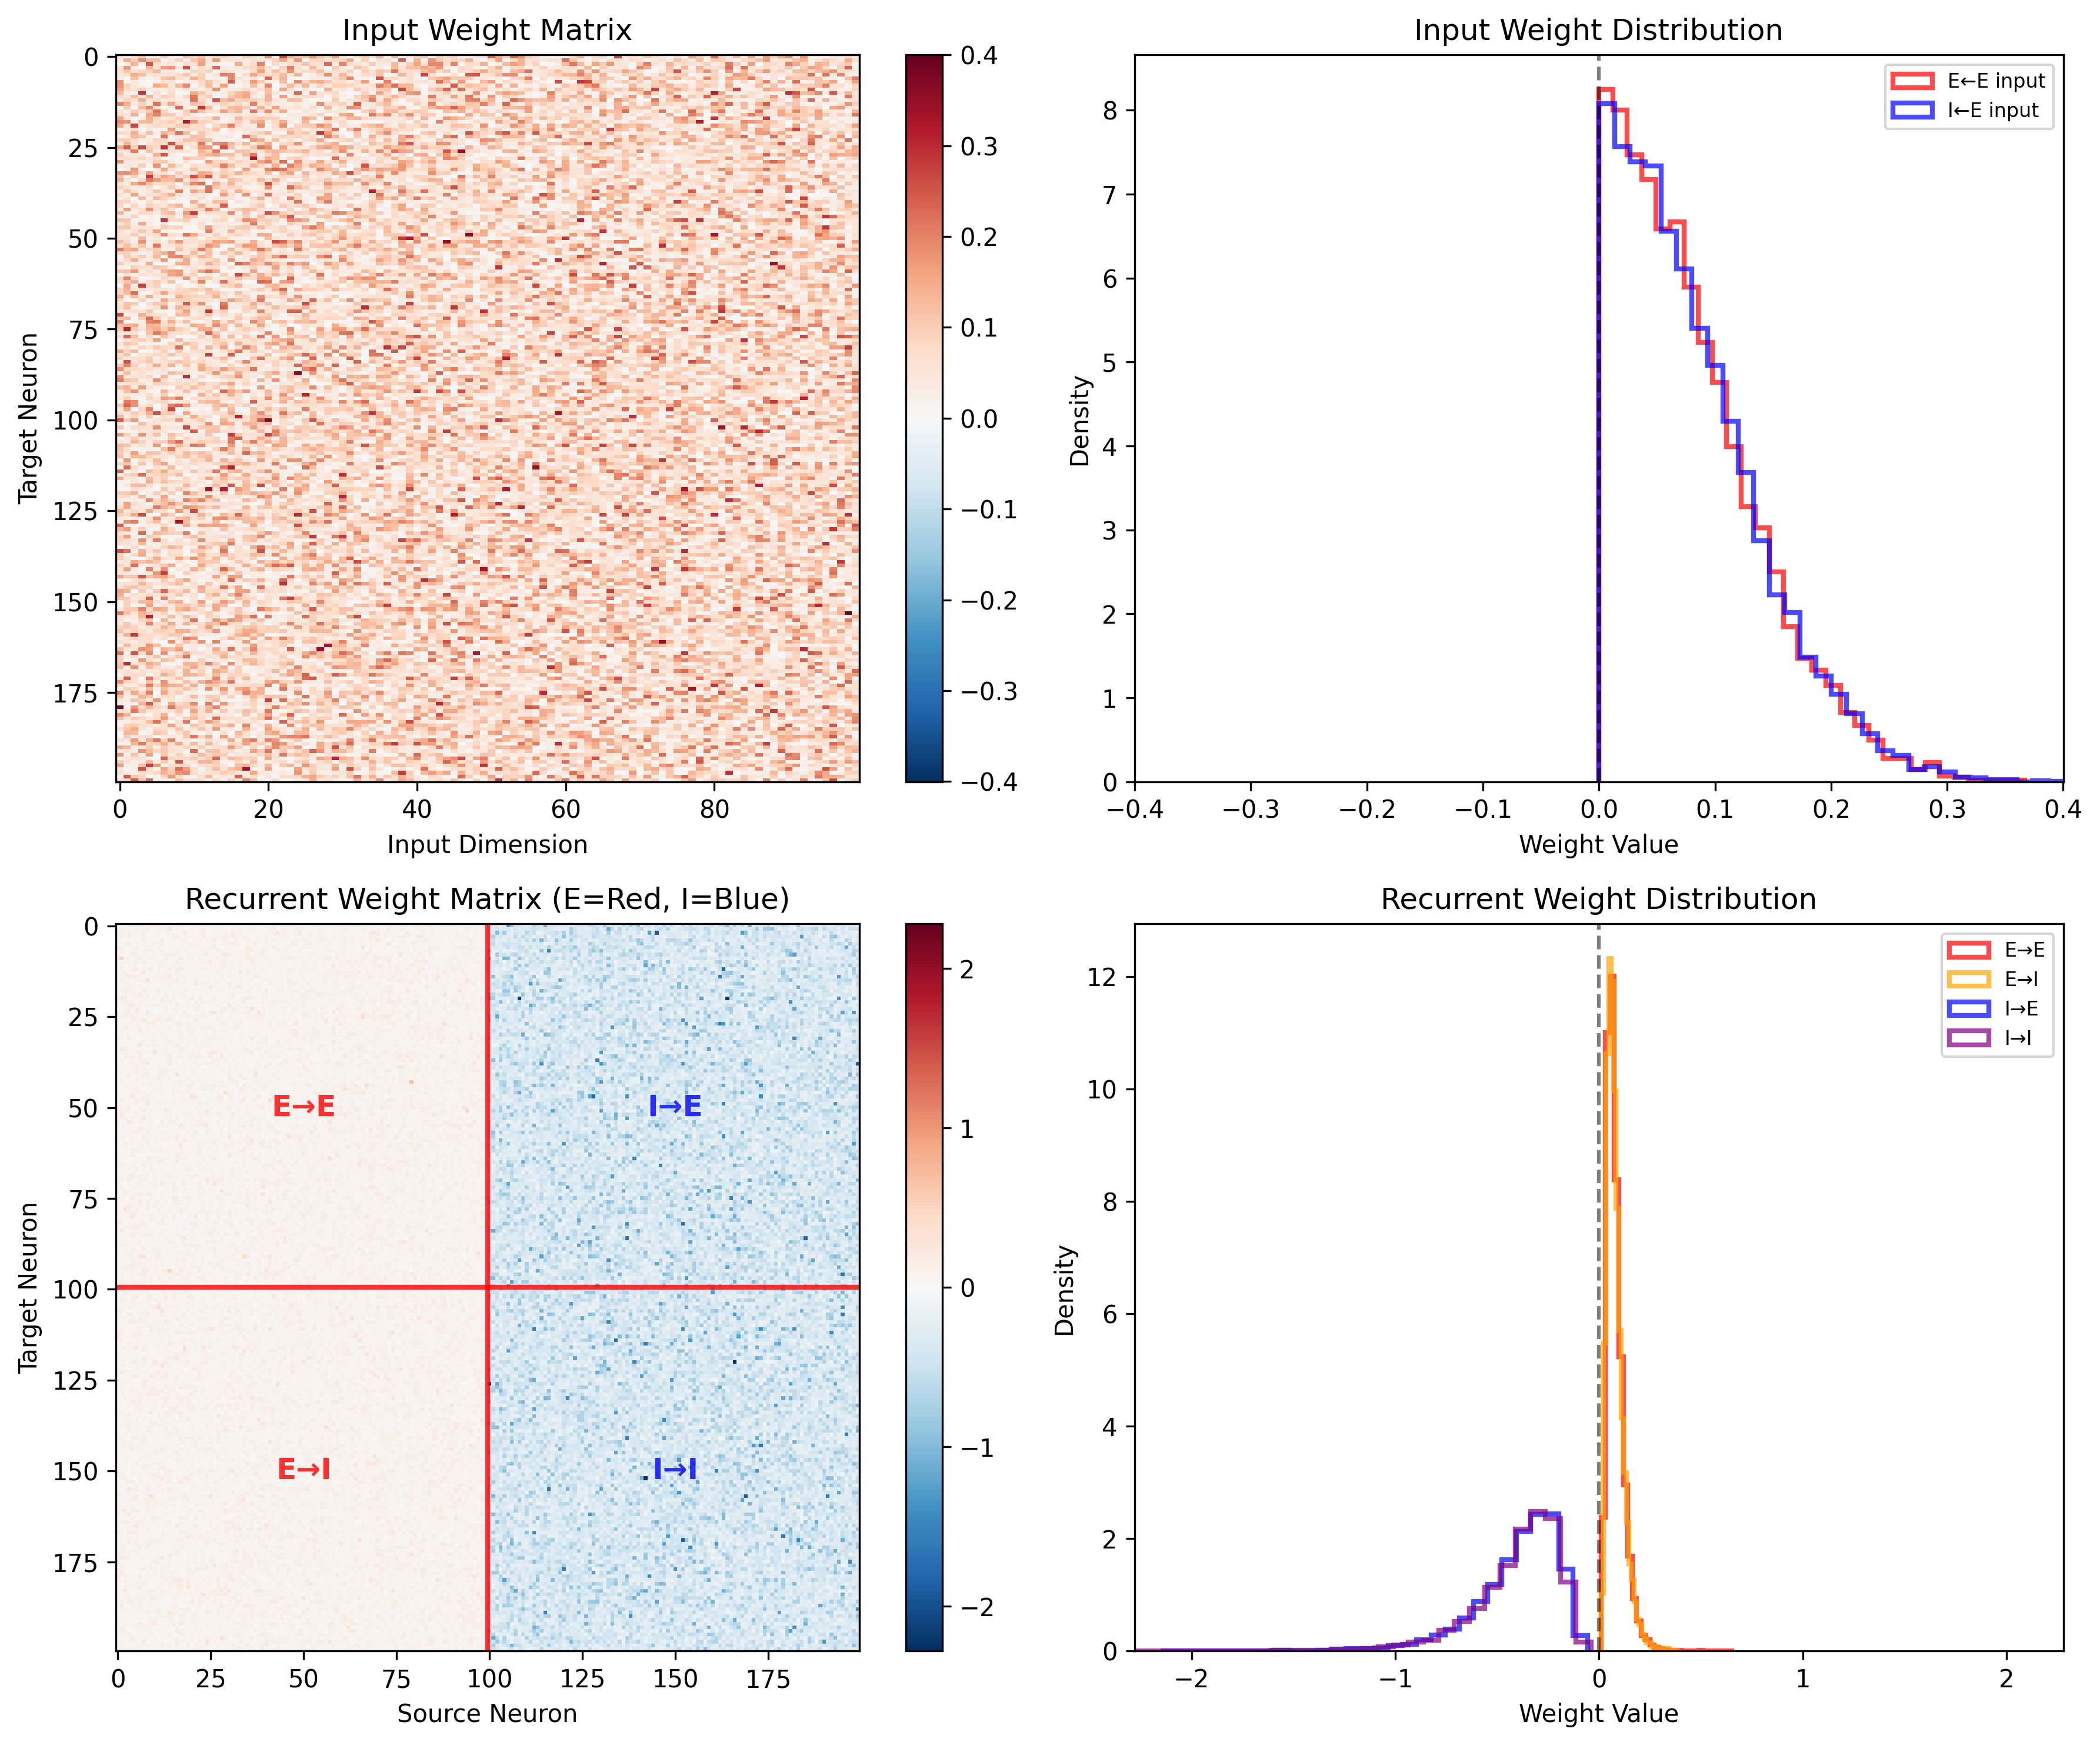 Input Weight Matrix
0
25
50
75
100
125
150
175
Target Neuron
0 20 40 60 80
Input Dimension
0.4
0.3
0.2
0.1
0.0
−0.1
−0.2
−0.3
−0.4
Input Weight Distribution
E←E input
I←E input
8
7
6
5
4
3
2
1
0
Density
−0.4 −0.3 −0.2 −0.1 0.0 0.1 0.2 0.3 0.4
Weight Value
Recurrent Weight Matrix (E=Red, I=Blue)
0
25
50
75
100
125
150
175
Target Neuron
E→E
I→E
E→I
I→I
0 25 50 75 100 125 150 175
Source Neuron
2
1
0
−1
−2
Recurrent Weight Distribution
E→E
E→I
I→E
I→I
12
10
8
6
4
2
0
Density
−2 −1 0 1 2
Weight Value